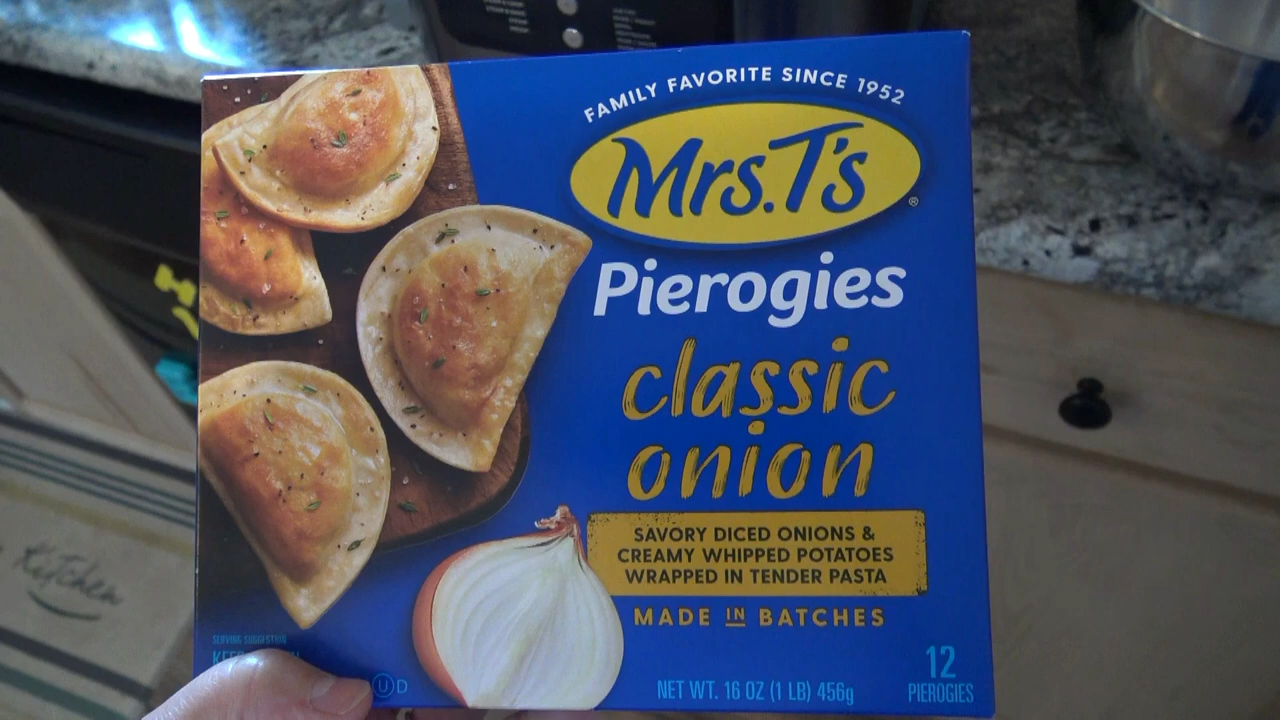 FAMILY FAVORITE SINCE 1952
Mrs. T's®
Pierogies
classic
onion
SAVORY DICED ONIONS &
CREAMY WHIPPED POTATOES
WRAPPED IN TENDER PASTA
MADE IN BATCHES
SERVING SUGGESTION
U D
NET WT. 16 OZ (1 LB) 456g
12
PIEROGIES
Kitchen